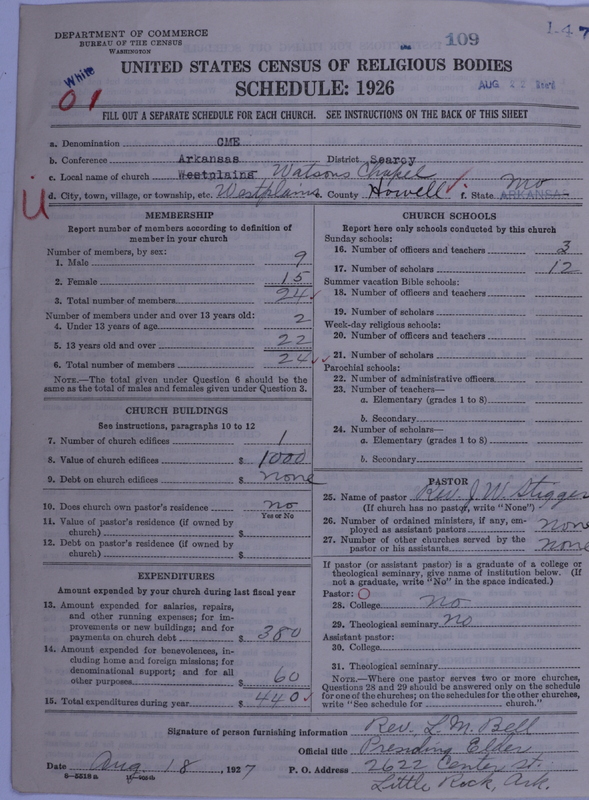 147
DEPARTMENT OF COMMERCE
BUREAU OF THE CENSUS
WASHINGTON
109
White
01
UNITED STATES CENSUS OF RELIGIOUS BODIES
SCHEDULE: 1926
AUG 22
FILL OUT A SEPARATE SCHEDULE FOR EACH CHURCH. SEE INSTRUCTIONS ON THE BACK OF THIS SHEET
a. Denomination CME
b. Conference Arkansas District Searcy
c. Local name of church Westplains Watsons Chapel
d. City, town, village, or township, etc. Westplains e. County Howell f. State ARKANSAS Mo
MEMBERSHIP
Report number of members according to definition of
member in your church
Number of members, by sex:
1. Male 9
2. Female 15
3. Total number of members 24
Number of members under and over 13 years old:
4. Under 13 years of age 2
5. 13 years old and over 22
6. Total number of members 24
NOTE.—The total given under Question 6 should be the
same as the total of males and females given under Question 3.
CHURCH BUILDINGS
See instructions, paragraphs 10 to 12
7. Number of church edifices 1
8. Value of church edifices $ 1000
9. Debt on church edifices $ none
10. Does church own pastor's residence no
Yes or No
11. Value of pastor's residence (if owned by
church) $
12. Debt on pastor's residence (if owned by
church) $
EXPENDITURES
Amount expended by your church during last fiscal year
13. Amount expended for salaries, repairs,
and other running expenses; for im-
provements or new buildings; and for
payments on church debt $ 380
14. Amount expended for benevolences, in-
cluding home and foreign missions; for
denominational support; and for all
other purposes $ 60
15. Total expenditures during year $ 440
CHURCH SCHOOLS
Report here only schools conducted by this church
Sunday schools:
16. Number of officers and teachers 3
17. Number of scholars 12
Summer vacation Bible schools:
18. Number of officers and teachers
19. Number of scholars
Week-day religious schools:
20. Number of officers and teachers
21. Number of scholars
Parochial schools:
22. Number of administrative officers
23. Number of teachers—
a. Elementary (grades 1 to 8)
b. Secondary
24. Number of scholars—
a. Elementary (grades 1 to 8)
b. Secondary
PASTOR
25. Name of pastor Rev. J. W. Stigger
(If church has no pastor, write "None")
26. Number of ordained ministers, if any, em-
ployed as assistant pastors none
27. Number of other churches served by the
pastor or his assistants none
If pastor (or assistant pastor) is a graduate of a college or
theological seminary, give name of institution below. (If
not a graduate, write "No" in the space indicated.)
Pastor: O
28. College no
29. Theological seminary no
Assistant pastor:
30. College
31. Theological seminary
NOTE.—Where one pastor serves two or more churches,
Questions 28 and 29 should be answered only on the schedule
for one of the churches; on the schedules for the other churches,
write "See schedule for church."
Signature of person furnishing information Rev. L. M. Bell
Official title Presiding Elder
Date Aug 18, 1927 P. O. Address 2622 Center St.
Little Rock, Ark.
8-5518a